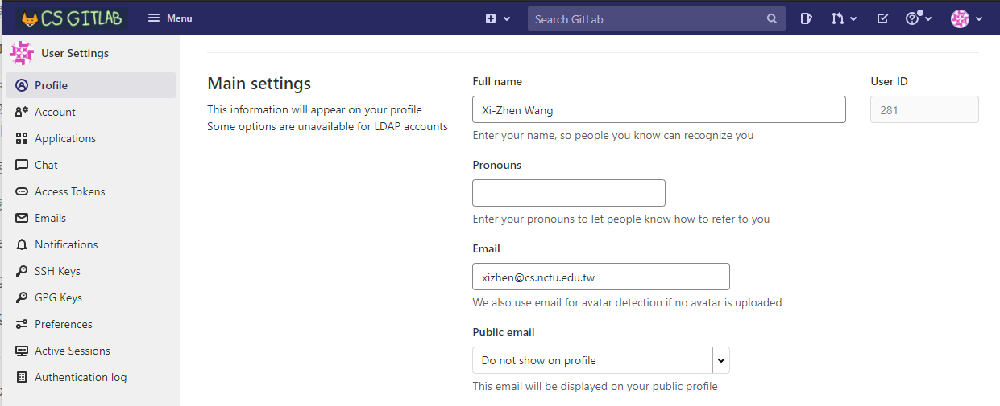 CS GITLAB
Menu
Search GitLab
User Settings
Profile
Account
Applications
Chat
Access Tokens
Emails
Notifications
SSH Keys
GPG Keys
Preferences
Active Sessions
Authentication log
Main settings
This information will appear on your profile
Some options are unavailable for LDAP accounts
Full name
Xi-Zhen Wang
Enter your name, so people you know can recognize you
User ID
281
Pronouns
Enter your pronouns to let people know how to refer to you
Email
xizhen@cs.nctu.edu.tw
We also use email for avatar detection if no avatar is uploaded
Public email
Do not show on profile
This email will be displayed on your public profile